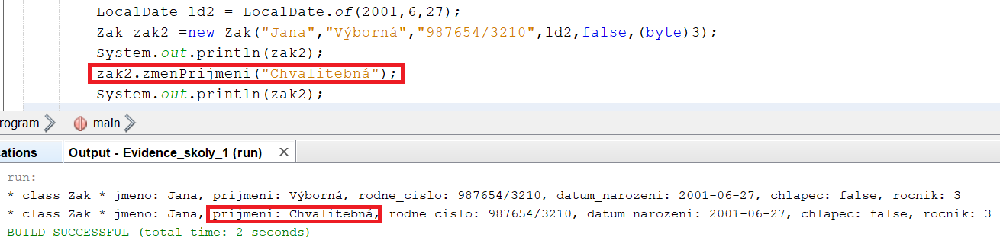 LocalDate ld2 = LocalDate.of(2001,6,27);
Zak zak2 =new Zak("Jana","Výborná","987654/3210",ld2,false,(byte)3);
System.out.println(zak2);
zak2.zmenPrijmeni("Chvalitebná");
System.out.println(zak2);
rogram main
ations Output - Evidence_skoly_1 (run) ×
run:
* class Zak * jmeno: Jana, prijmeni: Výborná, rodne_cislo: 987654/3210, datum_narozeni: 2001-06-27, chlapec: false, rocnik: 3
* class Zak * jmeno: Jana, prijmeni: Chvalitebná, rodne_cislo: 987654/3210, datum_narozeni: 2001-06-27, chlapec: false, rocnik: 3
BUILD SUCCESSFUL (total time: 2 seconds)